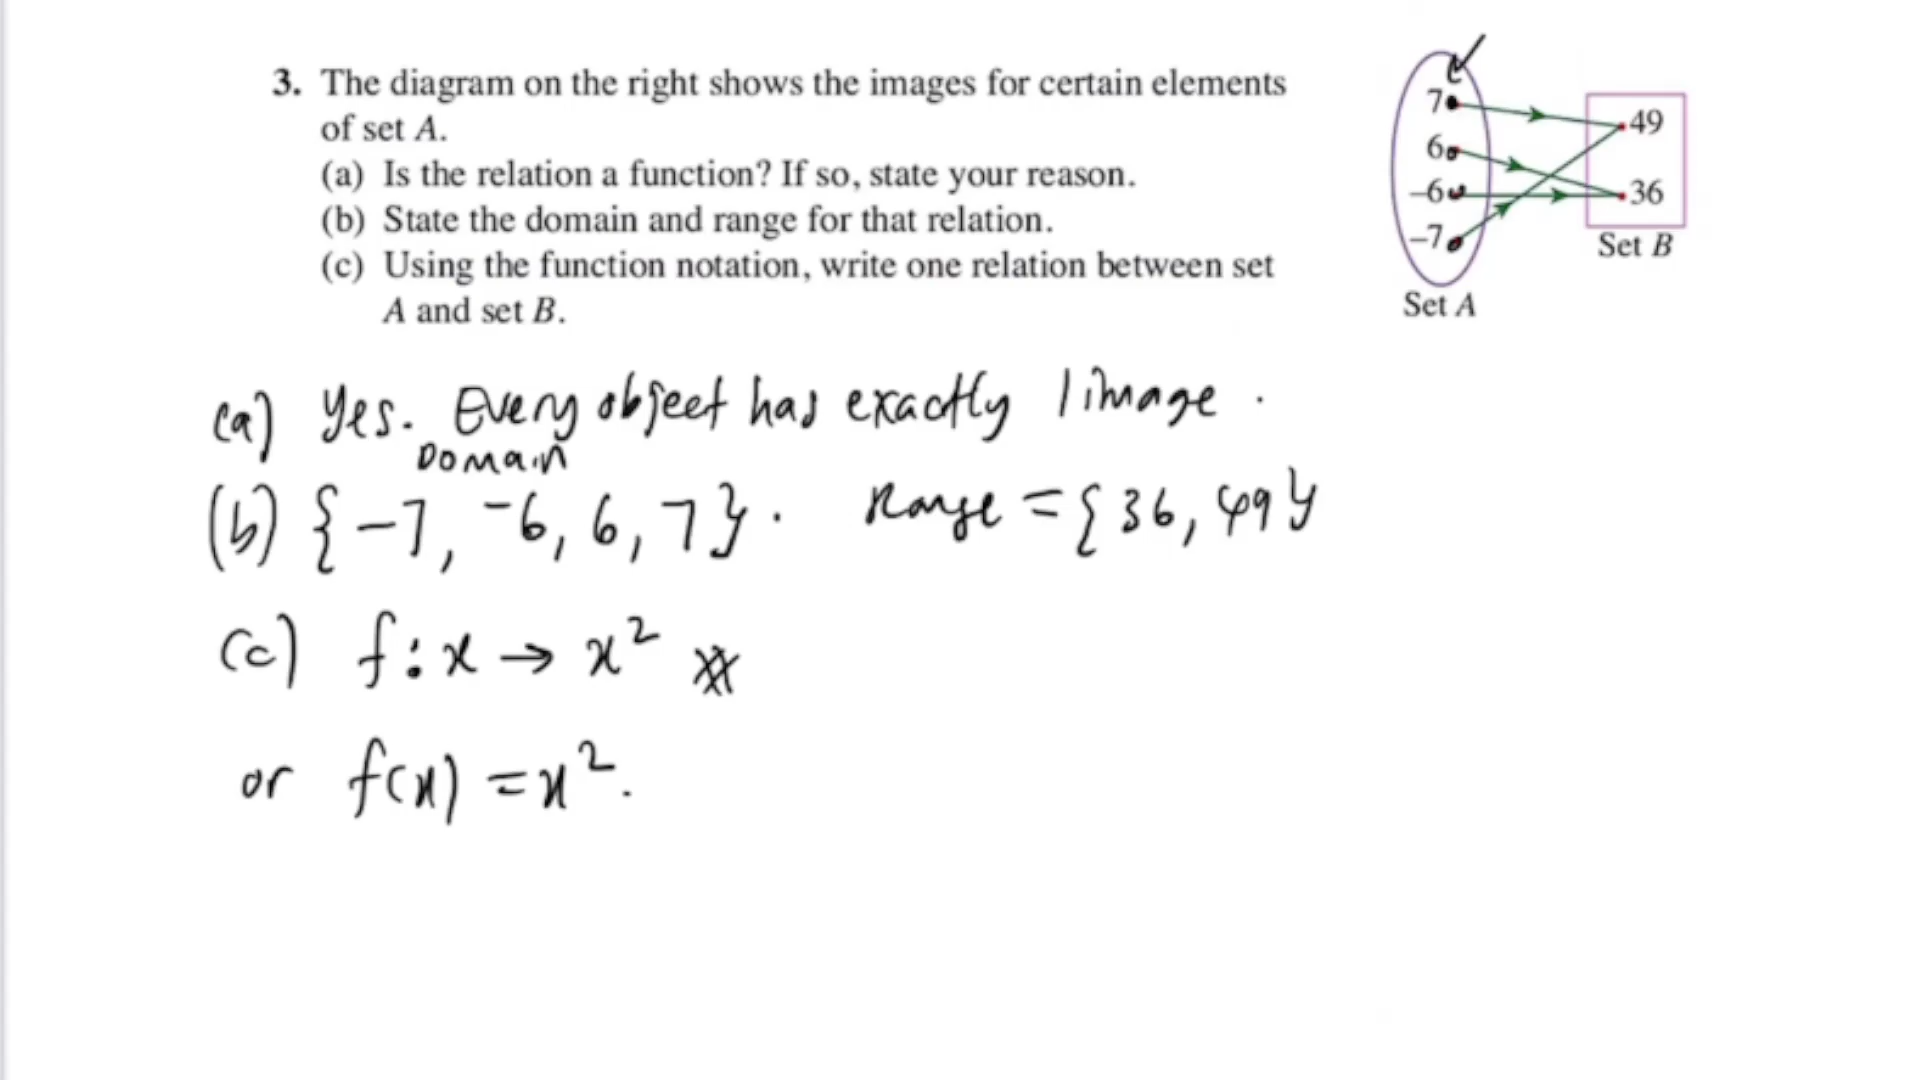 3. The diagram on the right shows the images for certain elements
of set A.
(a) Is the relation a function? If so, state your reason.
(b) State the domain and range for that relation.
(c) Using the function notation, write one relation between set
A and set B.
7
6
–6
–7
Set A
49
36
Set B
(a) Yes. Every object has exactly 1 image.
Domain
(b) {-7, -6, 6, 7}. Range = {36, 49}
(c) f : x → x²
or f(x) = x².